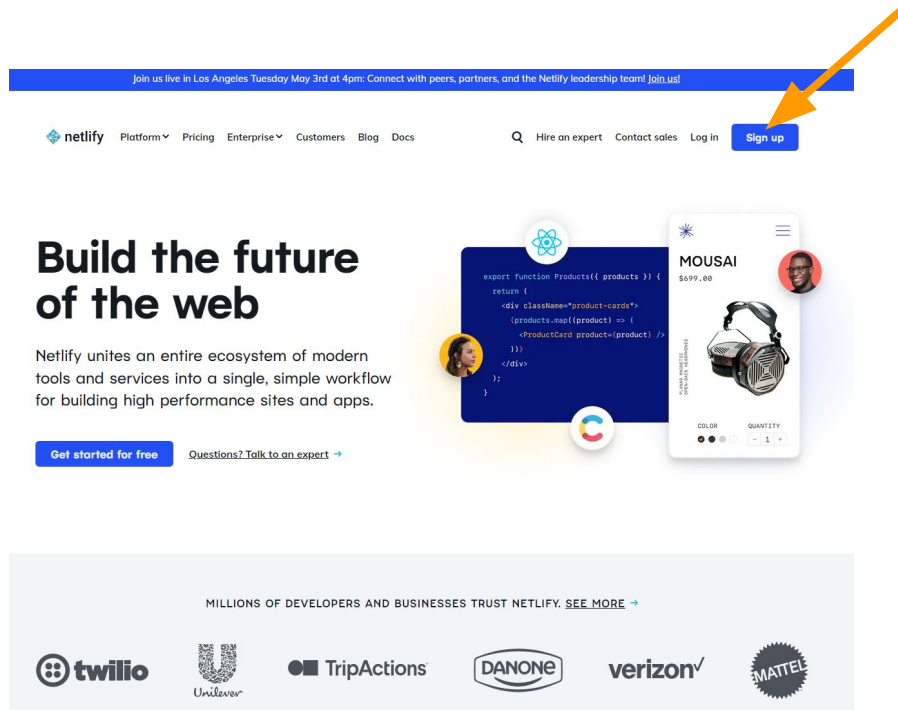 Join us live in Los Angeles Tuesday May 3rd at 4pm: Connect with peers, partners, and the Netlify leadership team! Join us!
netlify Platform Pricing Enterprise Customers Blog Docs Hire an expert Contact sales Log in Sign up
Build the future
of the web
Netlify unites an entire ecosystem of modern
tools and services into a single, simple workflow
for building high performance sites and apps.
Get started for free Questions? Talk to an expert →
export function Products({ products }) {
return (
<div className="product-cards">
{products.map((product) => (
<ProductCard product={product} />
))}
</div>
);
}
MOUSAI
$699.00
PLANAR MAGNETIC
OPEN-BACK HEADPHONES
COLOR QUANTITY
- 1 +
MILLIONS OF DEVELOPERS AND BUSINESSES TRUST NETLIFY. SEE MORE →
twilio Unilever TripActions DANONE verizon✓ MATTEL